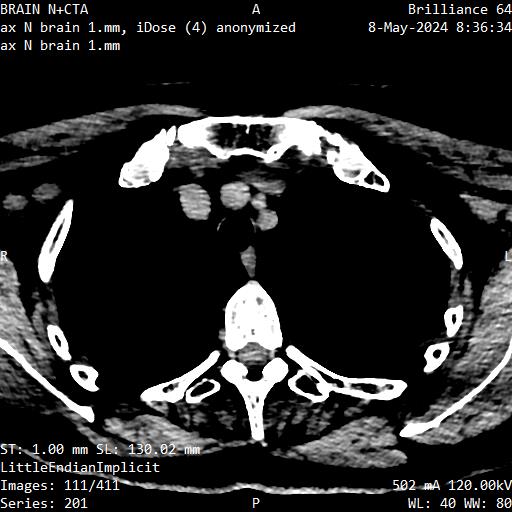 BRAIN N+CTA
A
Brilliance 64
ax N brain 1.mm, iDose (4) anonymized
8-May-2024 8:36:34
ax N brain 1.mm
R
L
ST: 1.00 mm SL: 130.02 mm
LittleEndianImplicit
Images: 111/411
502 mA 120.00kV
Series: 201
P
WL: 40 WW: 80